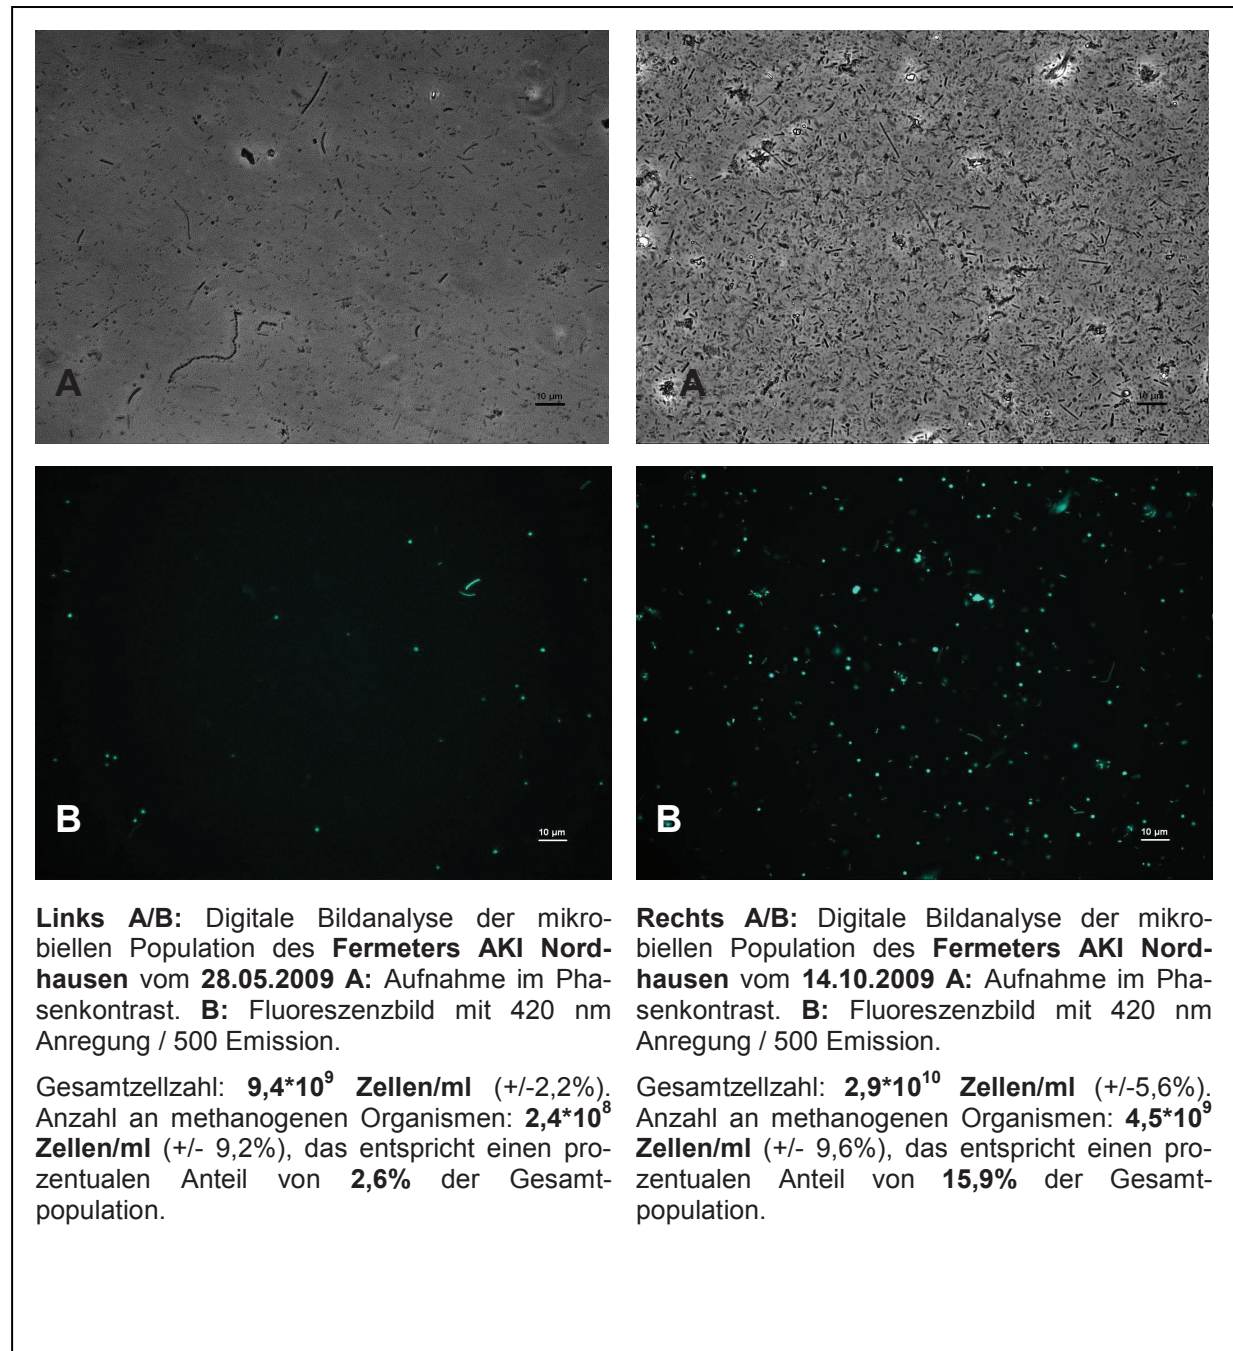 A
10 µm
A
10 µm
B
10 µm
B
10 µm
Links A/B: Digitale Bildanalyse der mikro-
biellen Population des Fermeters AKI Nord-
hausen vom 28.05.2009 A: Aufnahme im Pha-
senkontrast. B: Fluoreszenzbild mit 420 nm
Anregung / 500 Emission.
Gesamtzellzahl: 9,4*10⁹ Zellen/ml (+/-2,2%).
Anzahl an methanogenen Organismen: 2,4*10⁸
Zellen/ml (+/- 9,2%), das entspricht einen pro-
zentualen Anteil von 2,6% der Gesamt-
population.
Rechts A/B: Digitale Bildanalyse der mikro-
biellen Population des Fermeters AKI Nord-
hausen vom 14.10.2009 A: Aufnahme im Pha-
senkontrast. B: Fluoreszenzbild mit 420 nm
Anregung / 500 Emission.
Gesamtzellzahl: 2,9*10¹⁰ Zellen/ml (+/-5,6%).
Anzahl an methanogenen Organismen: 4,5*10⁹
Zellen/ml (+/- 9,6%), das entspricht einen pro-
zentualen Anteil von 15,9% der Gesamt-
population.